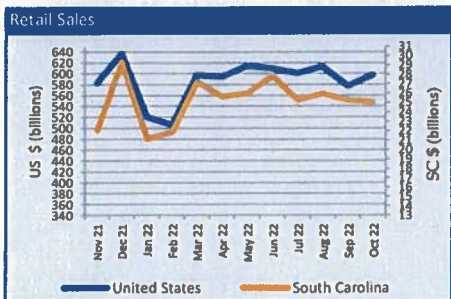 Retail Sales
US $ (billions)
640
620
600
580
560
540
520
500
480
460
440
420
400
380
360
340
SC $ (billions)
31
30
29
28
27
26
25
24
23
22
21
20
19
18
17
16
15
14
13
Nov 21
Dec 21
Jan 22
Feb 22
Mar 22
Apr 22
May 22
Jun 22
Jul 22
Aug 22
Sep 22
Oct 22
United States
South Carolina